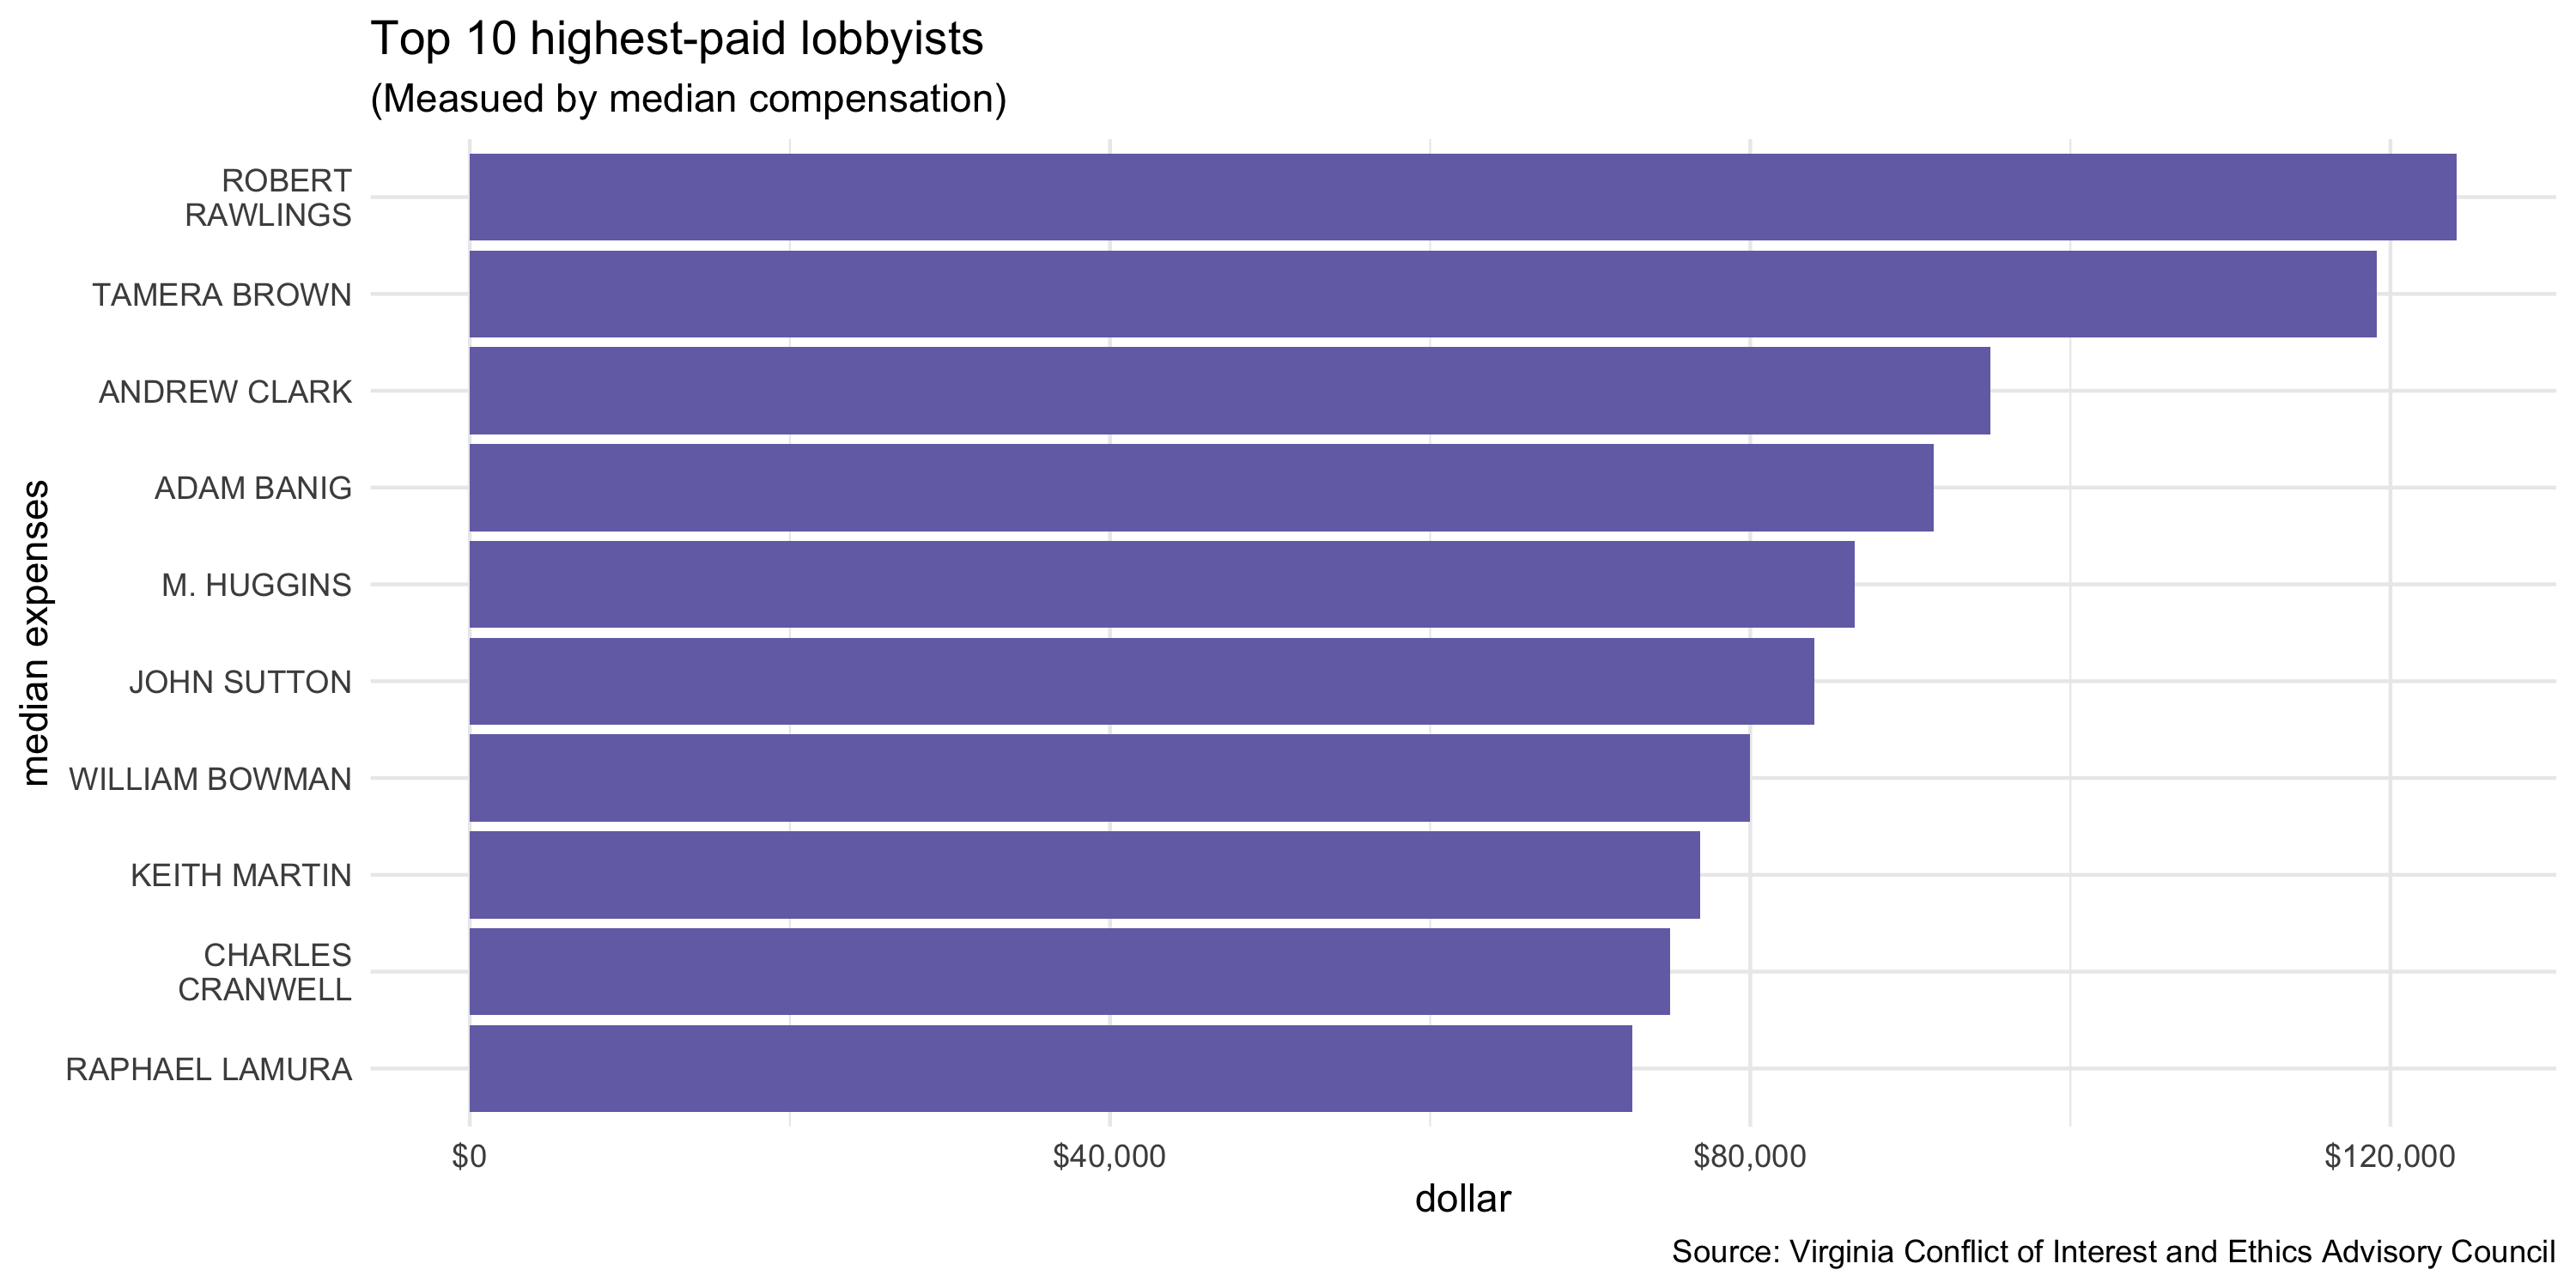 Top 10 highest-paid lobbyists
(Measued by median compensation)
median expenses
ROBERT
RAWLINGS
TAMERA BROWN
ANDREW CLARK
ADAM BANIG
M. HUGGINS
JOHN SUTTON
WILLIAM BOWMAN
KEITH MARTIN
CHARLES
CRANWELL
RAPHAEL LAMURA
$0 $40,000 $80,000 $120,000
dollar
Source: Virginia Conflict of Interest and Ethics Advisory Council